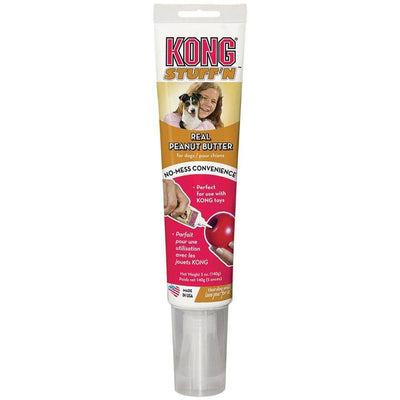 KONG
STUFF'N™
REAL
PEANUT BUTTER
for dogs / pour chiens
NO-MESS CONVENIENCE!
• Perfect
for use with
KONG toys
• Parfait
pour une
utilisation
avec les
jouets KONG
Net Weight 5 oz. (140g)
Poids net 140g (5 onces)
MADE
IN USA